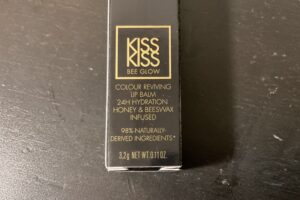 KISS
KISS
BEE GLOW
COLOUR REVIVING
LIP BALM
24H HYDRATION
HONEY & BEESWAX
INFUSED
98% NATURALLY-
DERIVED INGREDIENTS*
3,2g NET WT. 0.11 OZ.